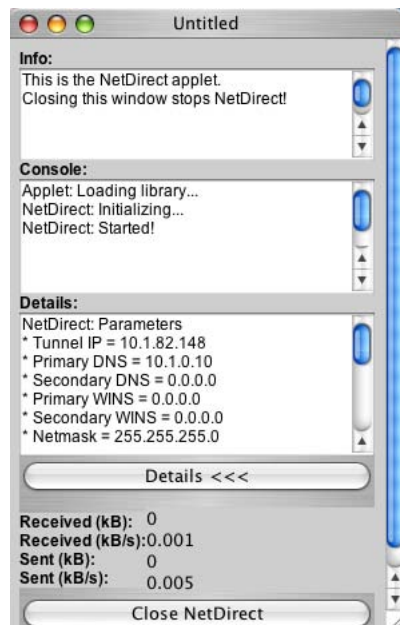 Untitled
Info:
This is the NetDirect applet.
Closing this window stops NetDirect!
Console:
Applet: Loading library...
NetDirect: Initializing...
NetDirect: Started!
Details:
NetDirect: Parameters
* Tunnel IP = 10.1.82.148
* Primary DNS = 10.1.0.10
* Secondary DNS = 0.0.0.0
* Primary WINS = 0.0.0.0
* Secondary WINS = 0.0.0.0
* Netmask = 255.255.255.0
Details <<<
Received (kB): 0
Received (kB/s): 0.001
Sent (kB): 0
Sent (kB/s): 0.005
Close NetDirect